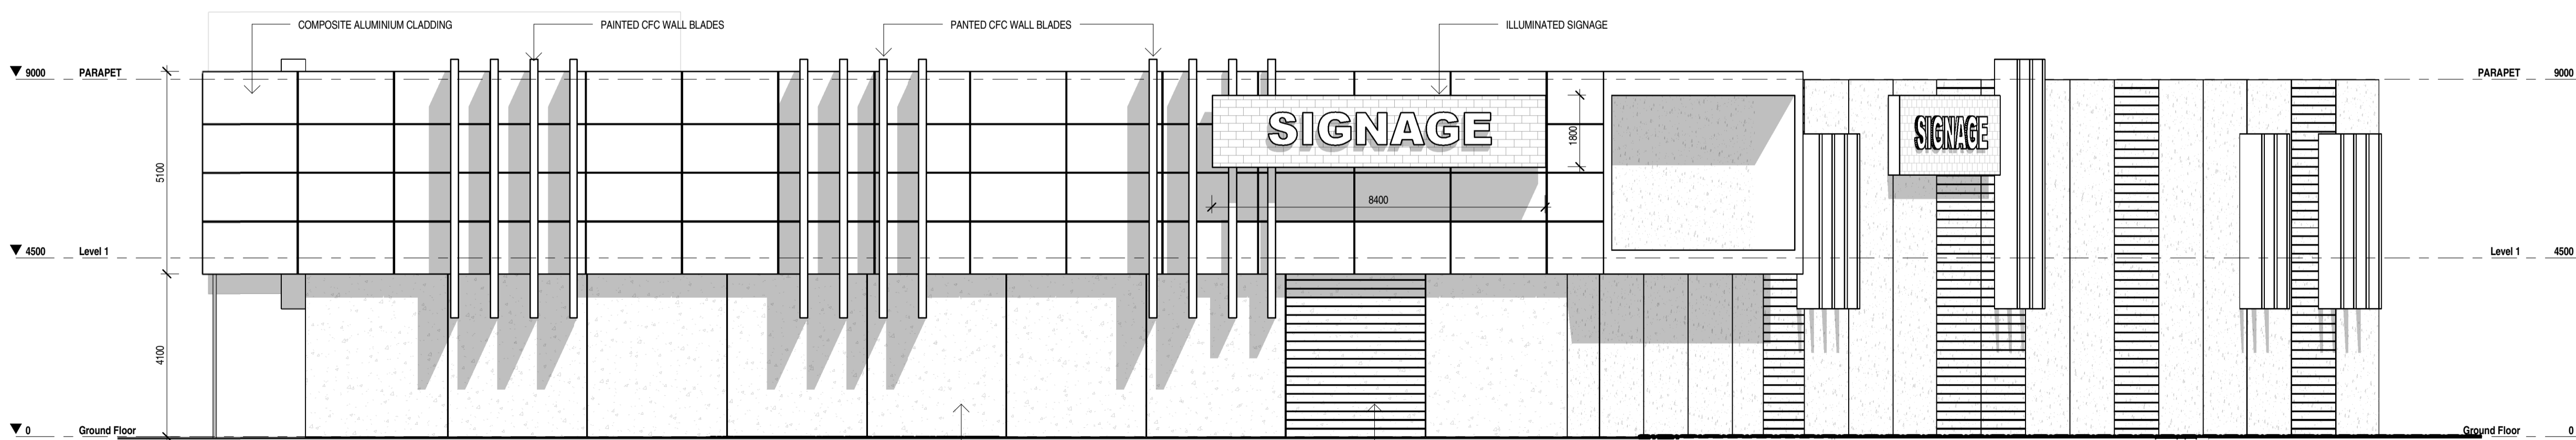 COMPOSITE ALUMINIUM CLADDING
PAINTED CFC WALL BLADES
PANTED CFC WALL BLADES
ILLUMINATED SIGNAGE
9000 PARAPET
PARAPET 9000
SIGNAGE
SIGNAGE
1800
5100
8400
4500 Level 1
Level 1 4500
4100
0 Ground Floor
Ground Floor 0